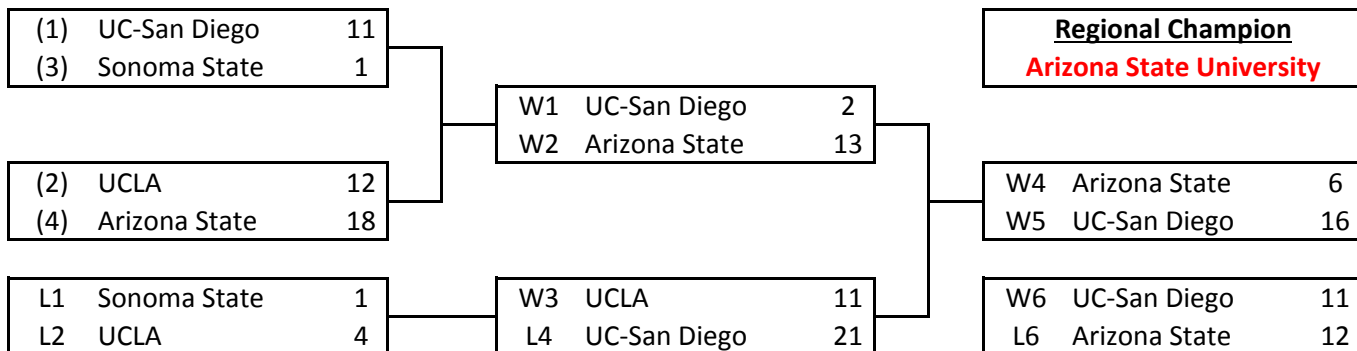 (1) UC-San Diego 11
(3) Sonoma State 1
Regional Champion
Arizona State University
W1 UC-San Diego 2
W2 Arizona State 13
(2) UCLA 12
(4) Arizona State 18
W4 Arizona State 6
W5 UC-San Diego 16
L1 Sonoma State 1
L2 UCLA 4
W3 UCLA 11
L4 UC-San Diego 21
W6 UC-San Diego 11
L6 Arizona State 12